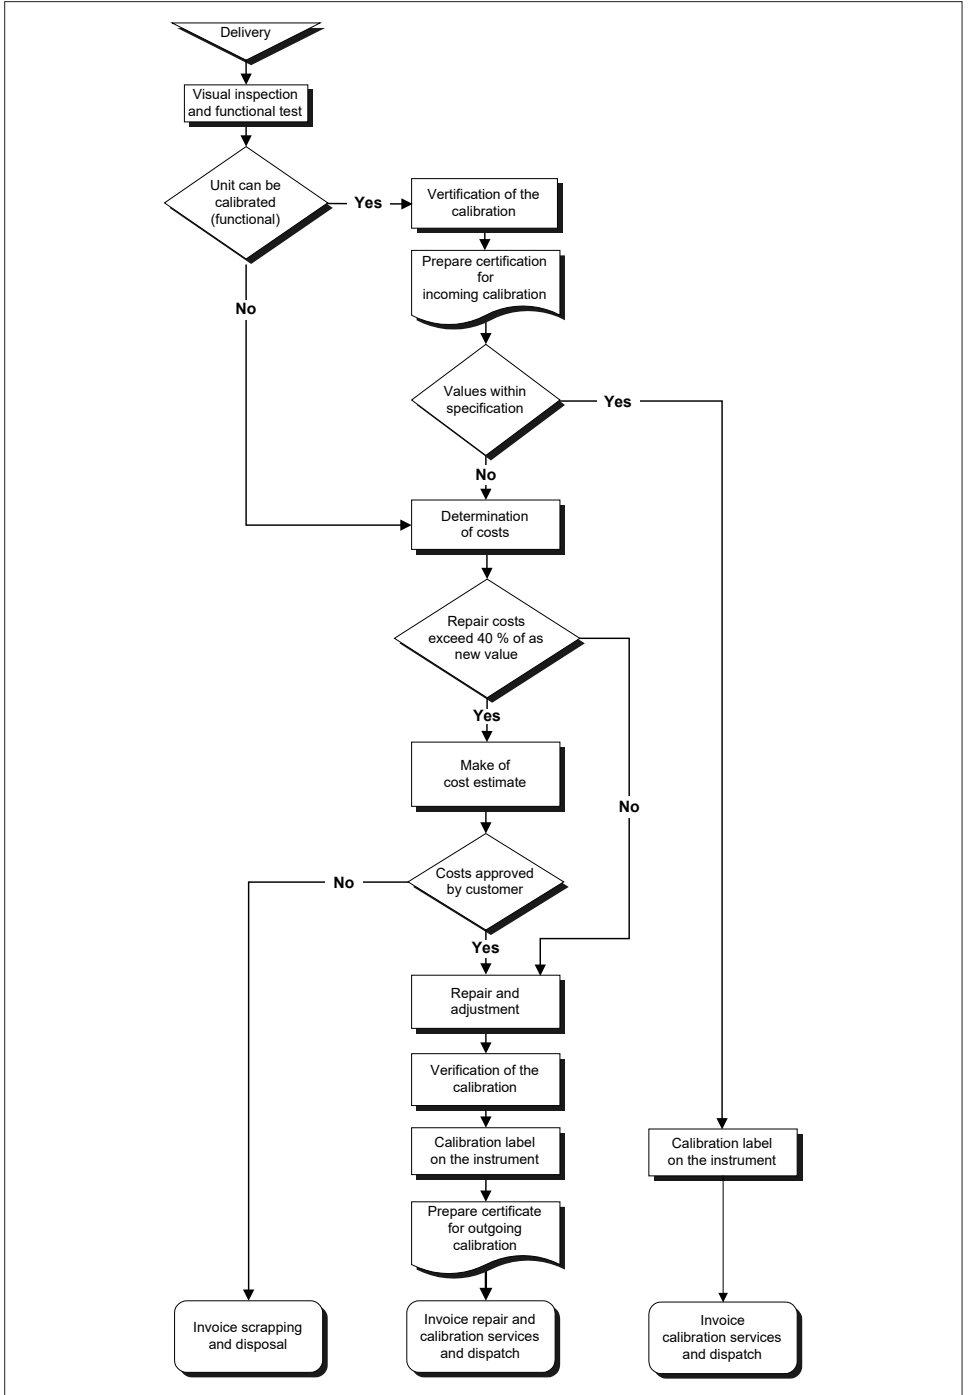 Delivery
Visual inspection
and functional test
Unit can be
calibrated
(functional)
Yes
Vertification of the
calibration
Prepare certification
for
incoming calibration
No
Values within
specification
Yes
No
Determination
of costs
Repair costs
exceed 40 % of as
new value
Yes
Make of
cost estimate
No
Costs approved
by customer
No
Yes
Repair and
adjustment
Verification of the
calibration
Calibration label
on the instrument
Calibration label
on the instrument
Prepare certificate
for outgoing
calibration
Invoice scrapping
and disposal
Invoice repair and
calibration services
and dispatch
Invoice
calibration services
and dispatch